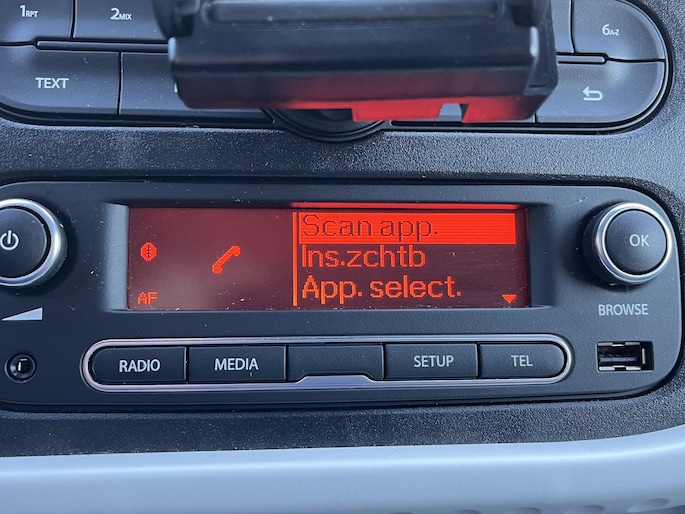 1RPT
2MIX
6A-Z
TEXT
Scan app.
Ins.zchtb
App. select.
AF
OK
BROWSE
RADIO
MEDIA
SETUP
TEL